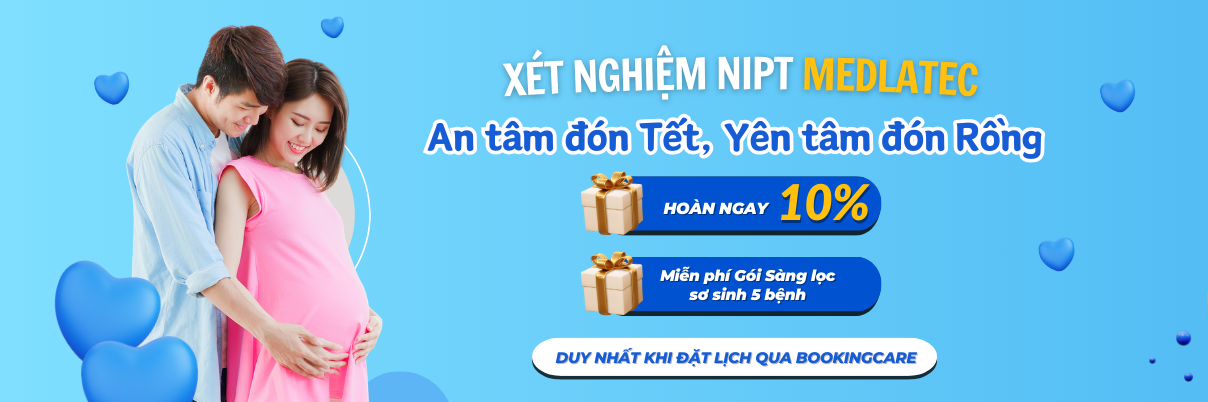 XÉT NGHIỆM NIPT MEDLATEC
An tâm đón Tết, Yên tâm đón Rồng
HOÀN NGAY 10%
Miễn phí Gói Sàng lọc
sơ sinh 5 bệnh
DUY NHẤT KHI ĐẶT LỊCH QUA BOOKINGCARE